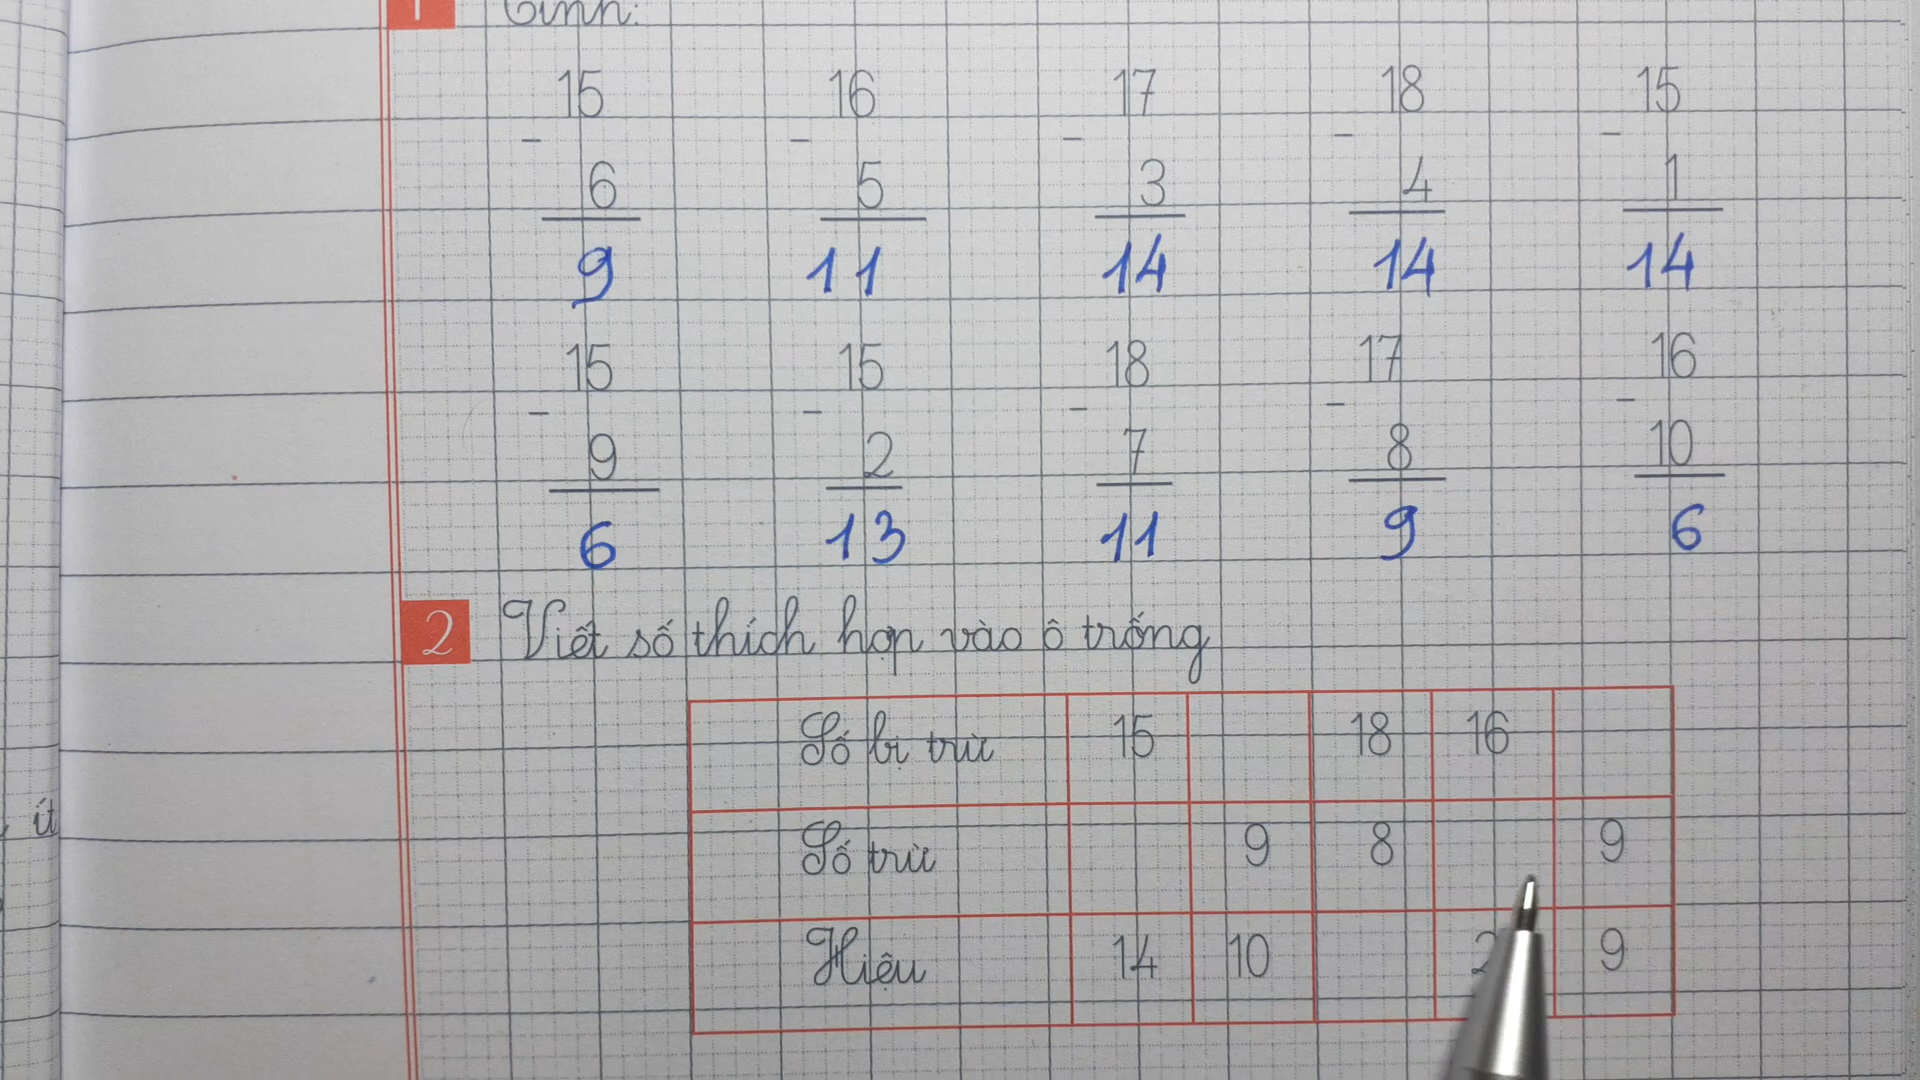 1 Tính:
15 16 17 18 15
- - - - -
6 5 3 4 1
9 11 14 14 14
15 15 18 17 16
- - - - -
9 2 7 8 10
6 13 11 9 6
2 Viết số thích hợp vào ô trống
Số bị trừ 15 18 16
Số trừ 9 8 9
Hiệu 14 10 2 9